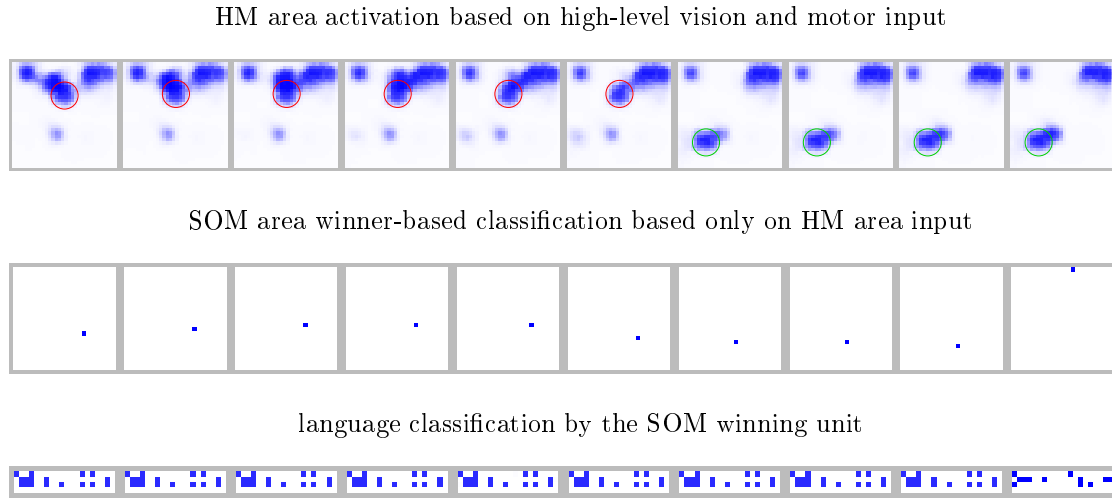 HM area activation based on high-level vision and motor input
SOM area winner-based classification based only on HM area input
language classification by the SOM winning unit